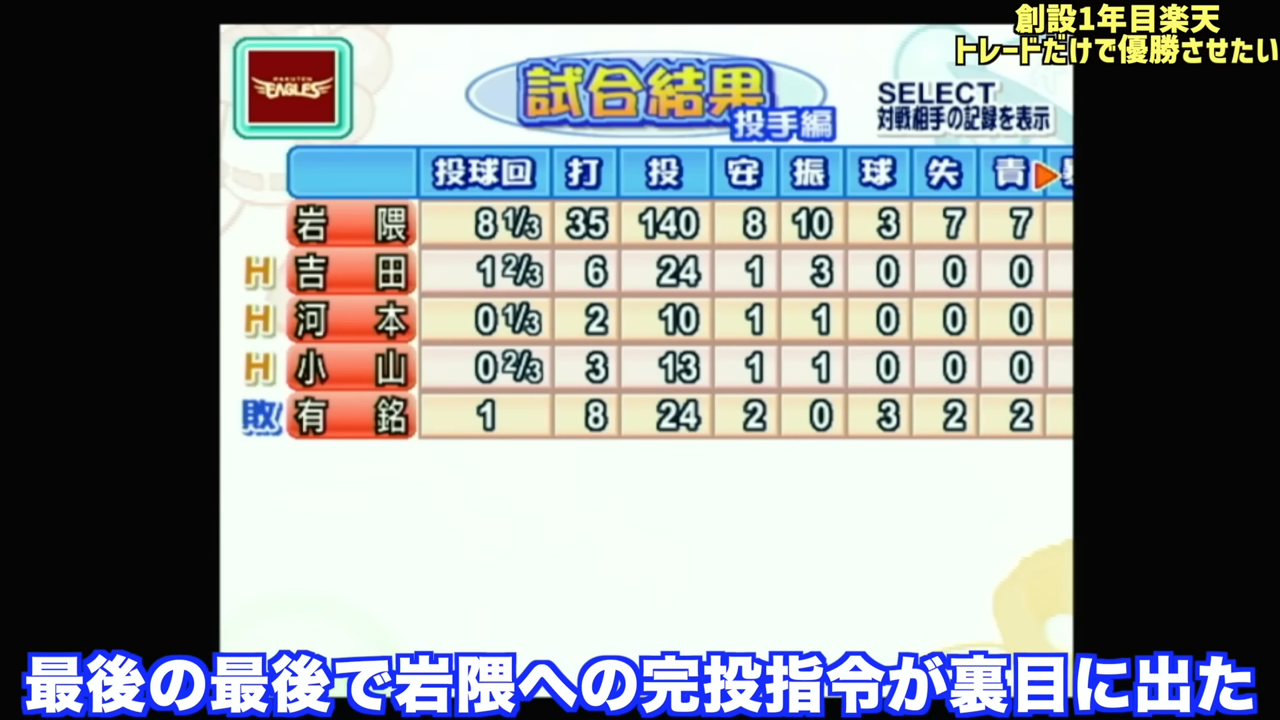 創設1年目楽天
トレードだけで優勝させたい
RAKUTEN
EAGLES
試合結果
投手編
SELECT
対戦相手の記録を表示
投球回 打 投 安 振 球 失 責
岩隈 8 1/3 35 140 8 10 3 7 7
H 吉田 1 2/3 6 24 1 3 0 0 0
H 河本 0 1/3 2 10 1 1 0 0 0
H 小山 0 2/3 3 13 1 1 0 0 0
敗 有銘 1 8 24 2 0 3 2 2
最後の最後で岩隈への完投指令が裏目に出た